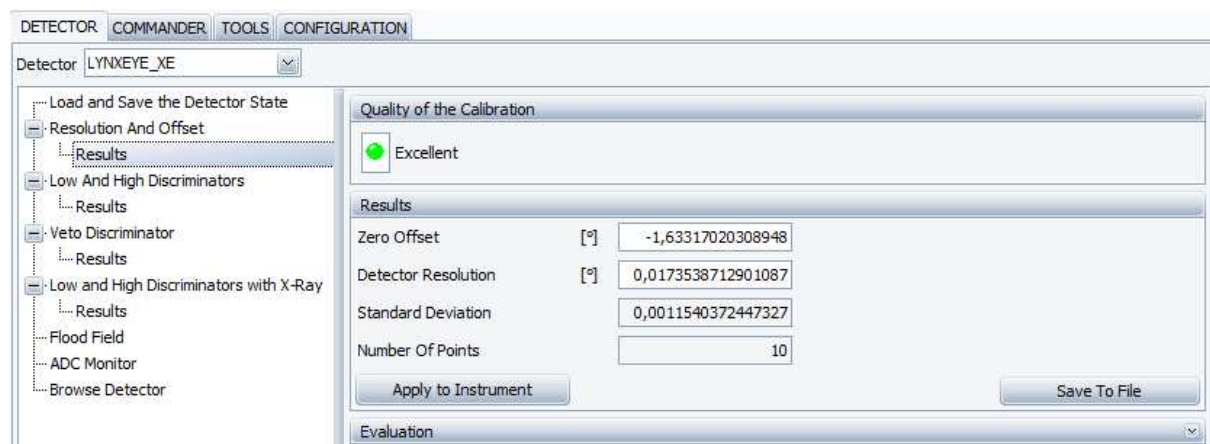 DETECTOR COMMANDER TOOLS CONFIGURATION
Detector LYNXEYE_XE
Load and Save the Detector State
Resolution And Offset
Results
Low And High Discriminators
Results
Veto Discriminator
Results
Low and High Discriminators with X-Ray
Results
Flood Field
ADC Monitor
Browse Detector
Quality of the Calibration
Excellent
Results
Zero Offset [°] -1,63317020308948
Detector Resolution [°] 0,0173538712901087
Standard Deviation 0,0011540372447327
Number Of Points 10
Apply to Instrument Save To File
Evaluation